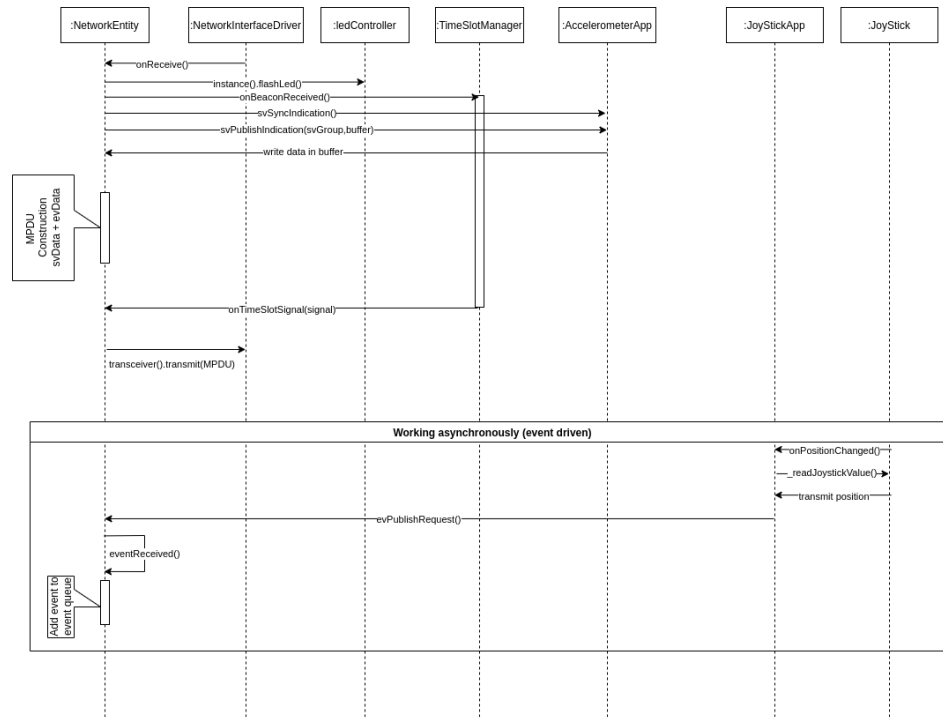 :NetworkEntity
:NetworkInterfaceDriver
:ledController
:TimeSlotManager
:AccelerometerApp
:JoyStickApp
:JoyStick
onReceive()
instance().flashLed()
onBeaconReceived()
svSyncIndication()
svPublishIndication(svGroup,buffer)
write data in buffer
MPDU
Construction
svData + evData
onTimeSlotSignal(signal)
transceiver().transmit(MPDU)
Working asynchronously (event driven)
onPositionChanged()
_readJoystickValue()
transmit position
evPublishRequest()
eventReceived()
Add event to
event queue